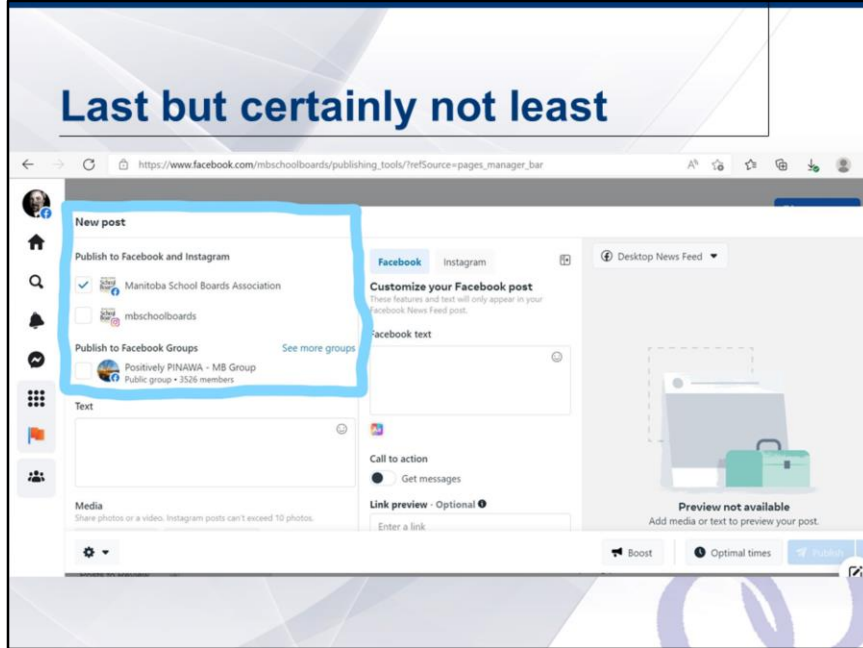 Last but certainly not least
https://www.facebook.com/mbschoolboards/publishing_tools/?refSource=pages_manager_bar
New post
Publish to Facebook and Instagram
Manitoba School Boards Association
mbschoolboards
Publish to Facebook Groups See more groups
Positively PINAWA - MB Group
Public group • 3526 members
Text
Media
Share photos or a video. Instagram posts can't exceed 10 photos.
Facebook Instagram
Customize your Facebook post
These features and text will only appear in your
Facebook News Feed post.
Facebook text
Call to action
Get messages
Link preview · Optional
Enter a link
Desktop News Feed
Preview not available
Add media or text to preview your post.
Boost
Optimal times
Publish